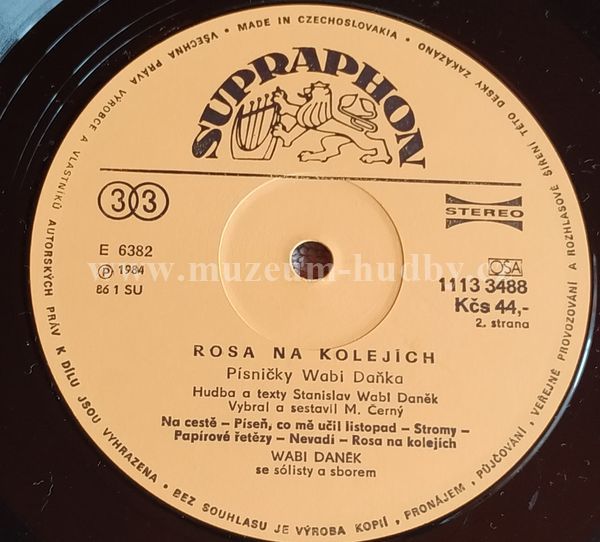 VŠECHNA PRÁVA VÝROBCE A VLASTNÍKŮ AUTORSKÝCH PRÁV K DÍLU JSOU VYHRAZENA • BEZ SOUHLASU JE VÝROBA KOPIÍ, PRONÁJEM, PŮJČOVÁNÍ, VEŘEJNÉ PROVOZOVÁNÍ A ROZHLASOVÉ ŠÍŘENÍ TÉTO DESKY ZAKÁZÁNO • MADE IN CZECHOSLOVAKIA •
SUPRAPHON
33
STEREO
E 6382
℗ 1984
86 1 SU
OSA
1113 3488
Kčs 44,-
2. strana
www.muzeum-hudby.c
ROSA NA KOLEJÍCH
Písničky Wabi Daňka
Hudba a texty Stanislav Wabi Daněk
Vybral a sestavil M. Černý
Na cestě – Píseň, co mě učil listopad – Stromy –
Papírové řetězy – Nevadí – Rosa na kolejích
WABI DANĚK
se sólisty a sborem